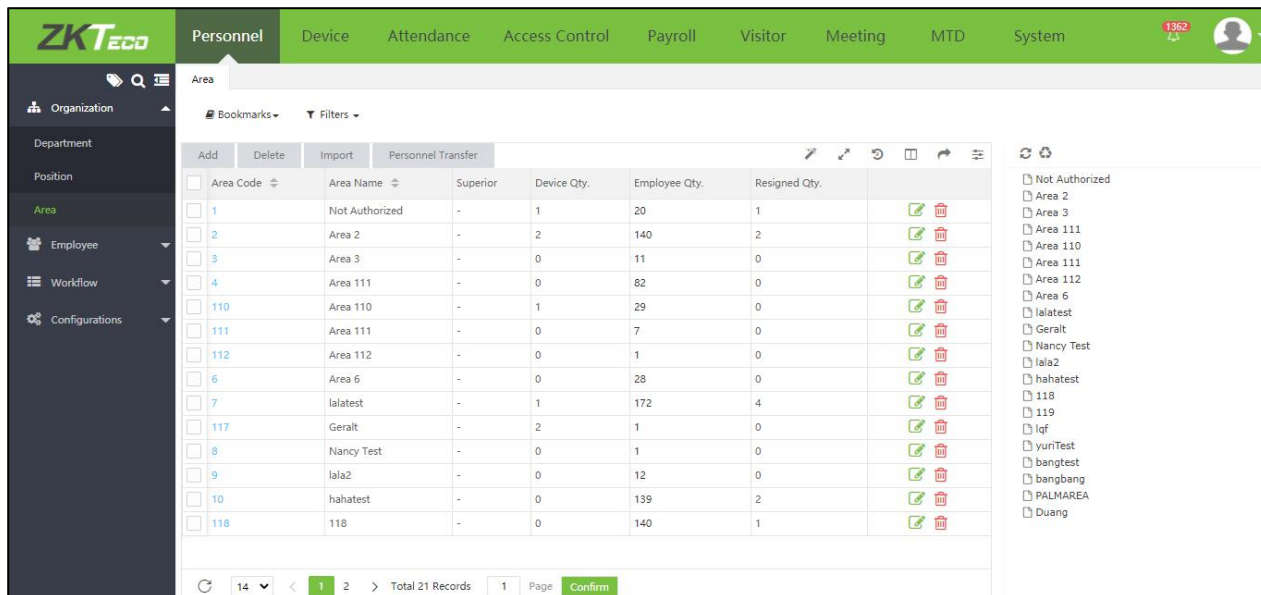 ZKTeco
Personnel Device Attendance Access Control Payroll Visitor Meeting MTD System 1362
Area
Organization
Department
Position
Area
Employee
Workflow
Configurations
Bookmarks Filters
Add Delete Import Personnel Transfer
Area Code Area Name Superior Device Qty. Employee Qty. Resigned Qty.
1 Not Authorized - 1 20 1
2 Area 2 - 2 140 2
3 Area 3 - 0 11 0
4 Area 111 - 0 82 0
110 Area 110 - 1 29 0
111 Area 111 - 0 7 0
112 Area 112 - 0 1 0
6 Area 6 - 0 28 0
7 lalatest - 1 172 4
117 Geralt - 2 1 0
8 Nancy Test - 0 1 0
9 lala2 - 0 12 0
10 hahatest - 0 139 2
118 118 - 0 140 1
14 < 1 2 > Total 21 Records 1 Page Confirm
Not Authorized
Area 2
Area 3
Area 111
Area 110
Area 111
Area 112
Area 6
lalatest
Geralt
Nancy Test
lala2
hahatest
118
119
lqf
yuriTest
bangtest
bangbang
PALMAREA
Duang